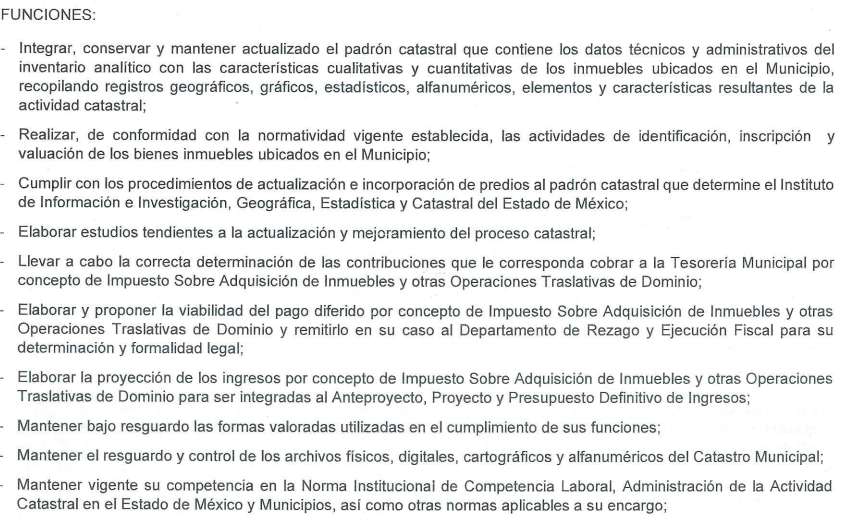 FUNCIONES:
- Integrar, conservar y mantener actualizado el padrón catastral que contiene los datos técnicos y administrativos del
inventario analítico con las características cualitativas y cuantitativas de los inmuebles ubicados en el Municipio,
recopilando registros geográficos, gráficos, estadísticos, alfanuméricos, elementos y características resultantes de la
actividad catastral;
- Realizar, de conformidad con la normatividad vigente establecida, las actividades de identificación, inscripción y
valuación de los bienes inmuebles ubicados en el Municipio;
- Cumplir con los procedimientos de actualización e incorporación de predios al padrón catastral que determine el Instituto
de Información e Investigación, Geográfica, Estadística y Catastral del Estado de México;
- Elaborar estudios tendientes a la actualización y mejoramiento del proceso catastral;
- Llevar a cabo la correcta determinación de las contribuciones que le corresponda cobrar a la Tesorería Municipal por
concepto de Impuesto Sobre Adquisición de Inmuebles y otras Operaciones Traslativas de Dominio;
- Elaborar y proponer la viabilidad del pago diferido por concepto de Impuesto Sobre Adquisición de Inmuebles y otras
Operaciones Traslativas de Dominio y remitirlo en su caso al Departamento de Rezago y Ejecución Fiscal para su
determinación y formalidad legal;
- Elaborar la proyección de los ingresos por concepto de Impuesto Sobre Adquisición de Inmuebles y otras Operaciones
Traslativas de Dominio para ser integradas al Anteproyecto, Proyecto y Presupuesto Definitivo de Ingresos;
- Mantener bajo resguardo las formas valoradas utilizadas en el cumplimiento de sus funciones;
- Mantener el resguardo y control de los archivos físicos, digitales, cartográficos y alfanuméricos del Catastro Municipal;
- Mantener vigente su competencia en la Norma Institucional de Competencia Laboral, Administración de la Actividad
Catastral en el Estado de México y Municipios, así como otras normas aplicables a su encargo;